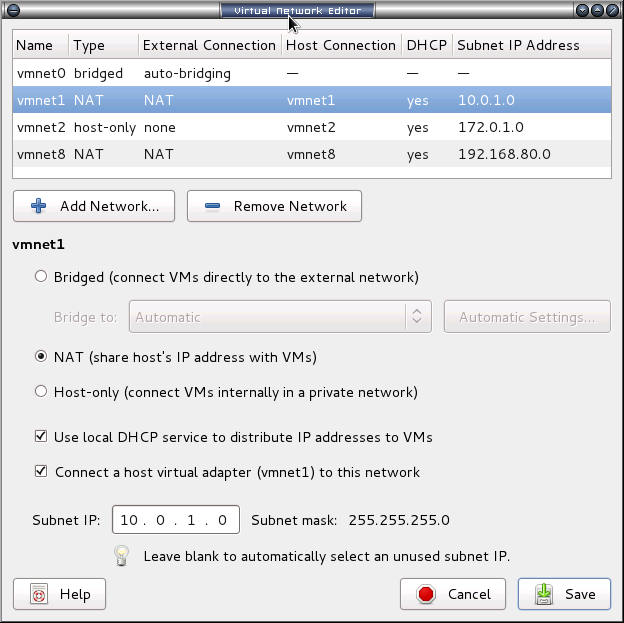 Virtual Network Editor
Name Type External Connection Host Connection DHCP Subnet IP Address
vmnet0 bridged auto-bridging — — —
vmnet1 NAT NAT vmnet1 yes 10.0.1.0
vmnet2 host-only none vmnet2 yes 172.0.1.0
vmnet8 NAT NAT vmnet8 yes 192.168.80.0
Add Network... Remove Network
vmnet1
Bridged (connect VMs directly to the external network)
Bridge to: Automatic Automatic Settings...
NAT (share host's IP address with VMs)
Host-only (connect VMs internally in a private network)
Use local DHCP service to distribute IP addresses to VMs
Connect a host virtual adapter (vmnet1) to this network
Subnet IP: 10 . 0 . 1 . 0 Subnet mask: 255.255.255.0
Leave blank to automatically select an unused subnet IP.
Help Cancel Save